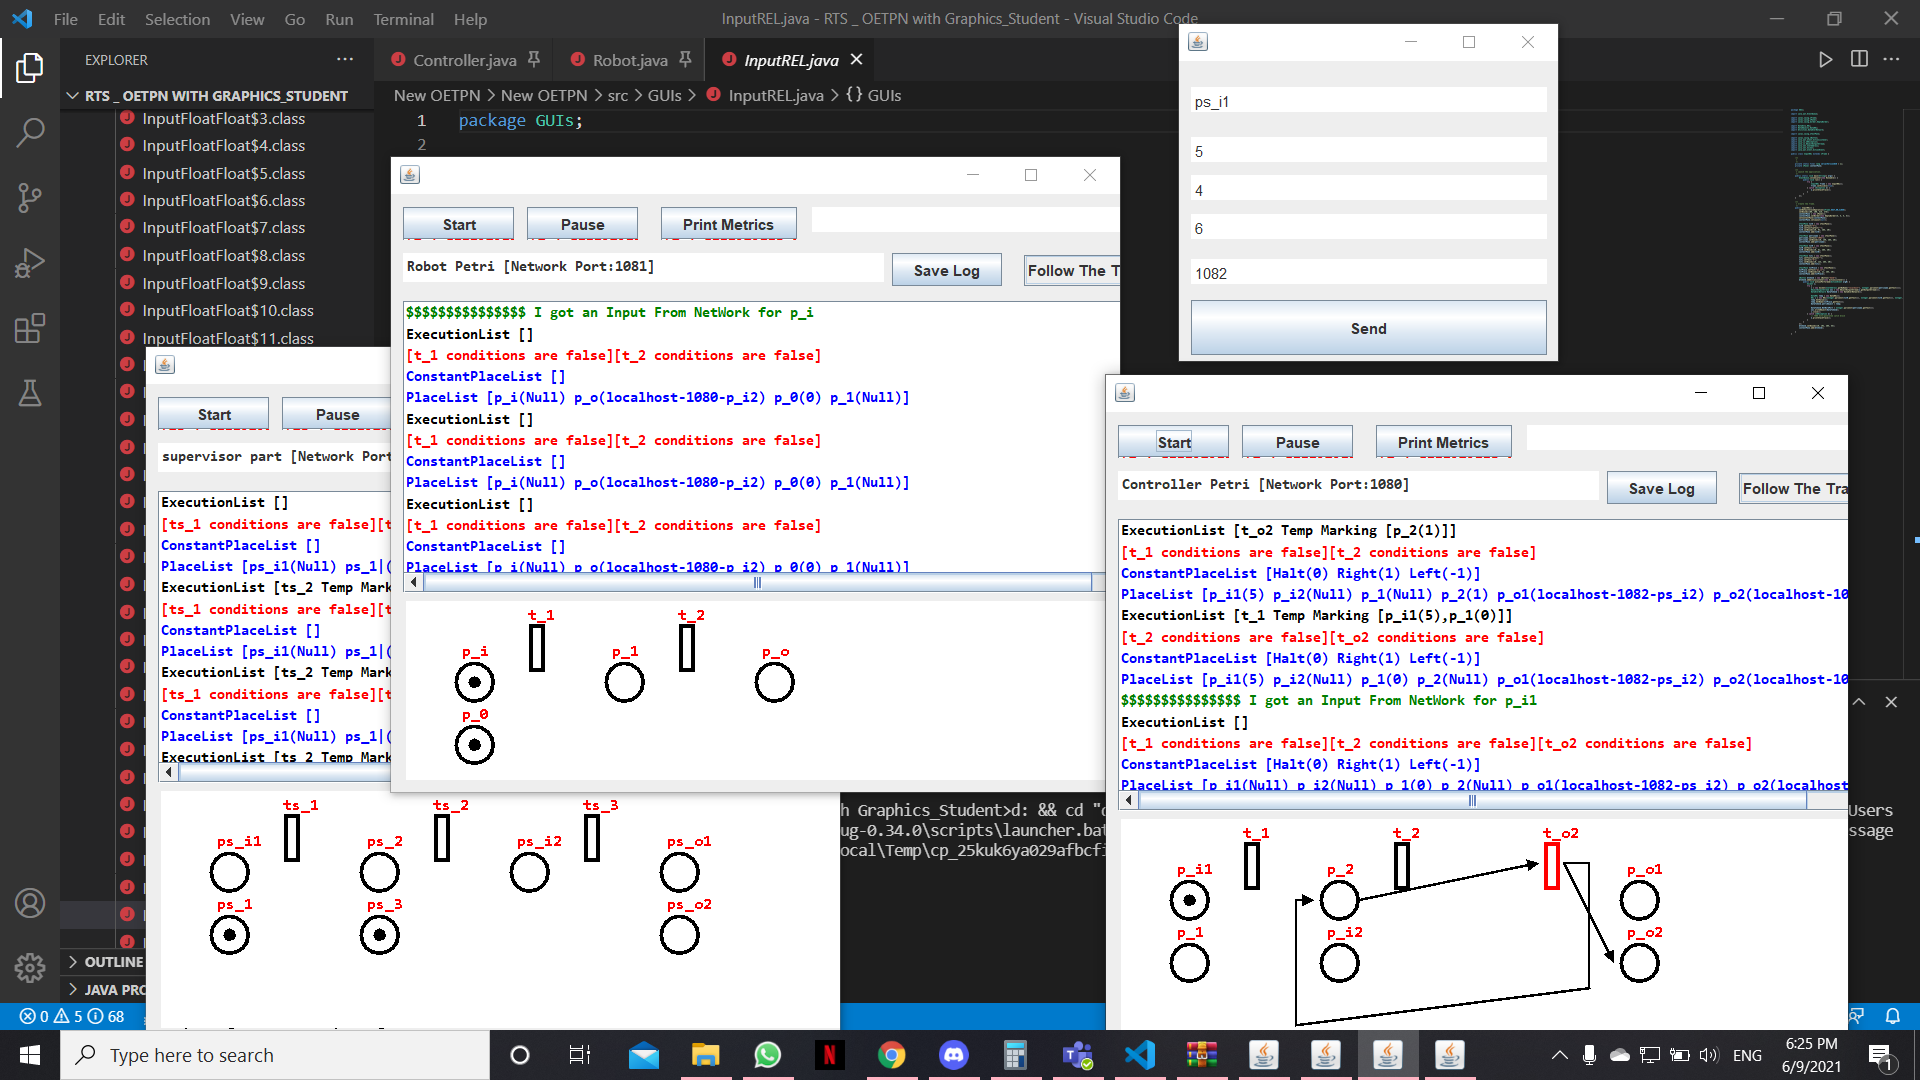 File Edit Selection View Go Run Terminal Help
InputREL.java - RTS _ OETPN with Graphics_Student - Visual Studio Code
EXPLORER
Controller.java
Robot.java
InputREL.java
RTS _ OETPN WITH GRAPHICS_STUDENT
New OETPN > New OETPN > src > GUIs > InputREL.java > {} GUIs
1 package GUIs;
2
InputFloatFloat$3.class
InputFloatFloat$4.class
InputFloatFloat$5.class
InputFloatFloat$6.class
InputFloatFloat$7.class
InputFloatFloat$8.class
InputFloatFloat$9.class
InputFloatFloat$10.class
InputFloatFloat$11.class
OUTLINE
JAVA PRO
ps_i1
5
4
6
1082
Send
Start Pause Print Metrics
Robot Petri [Network Port:1081]
Save Log
Follow The T
$$$$$$$$$$$$$$$ I got an Input From NetWork for p_i
ExecutionList []
[t_1 conditions are false][t_2 conditions are false]
ConstantPlaceList []
PlaceList [p_i(Null) p_o(localhost-1080-p_i2) p_0(0) p_1(Null)]
ExecutionList []
[t_1 conditions are false][t_2 conditions are false]
ConstantPlaceList []
PlaceList [p_i(Null) p_o(localhost-1080-p_i2) p_0(0) p_1(Null)]
ExecutionList []
[t_1 conditions are false][t_2 conditions are false]
ConstantPlaceList []
PlaceList [p_i(Null) p_o(localhost-1080-p_i2) p_0(0) p_1(Null)]
t_1 t_2
p_i p_1 p_o
p_0
Start Pause
supervisor part [Network Port
ExecutionList []
[ts_1 conditions are false][t
ConstantPlaceList []
PlaceList [ps_i1(Null) ps_1|(
ExecutionList [ts_2 Temp Mark
[ts_1 conditions are false][t
ConstantPlaceList []
PlaceList [ps_i1(Null) ps_1|(
ExecutionList [ts_2 Temp Mark
[ts_1 conditions are false][t
ConstantPlaceList []
PlaceList [ps_i1(Null) ps_1|(
ExecutionList [ts_2 Temp Mark
ts_1 ts_2 ts_3
ps_i1 ps_2 ps_i2 ps_o1
ps_1 ps_3 ps_o2
Start Pause Print Metrics
Controller Petri [Network Port:1080]
Save Log
Follow The Tra
ExecutionList [t_o2 Temp Marking [p_2(1)]]
[t_1 conditions are false][t_2 conditions are false]
ConstantPlaceList [Halt(0) Right(1) Left(-1)]
PlaceList [p_i1(5) p_i2(Null) p_1(Null) p_2(1) p_o1(localhost-1082-ps_i2) p_o2(localhost-10
ExecutionList [t_1 Temp Marking [p_i1(5),p_1(0)]]
[t_2 conditions are false][t_o2 conditions are false]
ConstantPlaceList [Halt(0) Right(1) Left(-1)]
PlaceList [p_i1(5) p_i2(Null) p_1(0) p_2(Null) p_o1(localhost-1082-ps_i2) p_o2(localhost-10
$$$$$$$$$$$$$$$ I got an Input From NetWork for p_i1
ExecutionList []
[t_1 conditions are false][t_2 conditions are false][t_o2 conditions are false]
ConstantPlaceList [Halt(0) Right(1) Left(-1)]
PlaceList [p_i1(Null) p_i2(Null) p_1(0) p_2(Null) p_o1(localhost-1082-ps_i2) p_o2(localhost
t_1 t_2 t_o2
p_i1 p_2 p_o1
p_1 p_i2 p_o2
h Graphics_Student>d: && cd "
ug-0.34.0\scripts\launcher.bat
ocal\Temp\cp_25kuk6ya029afbcf
Users
ssage
0 5 68
Type here to search
ENG
6:25 PM
6/9/2021
1